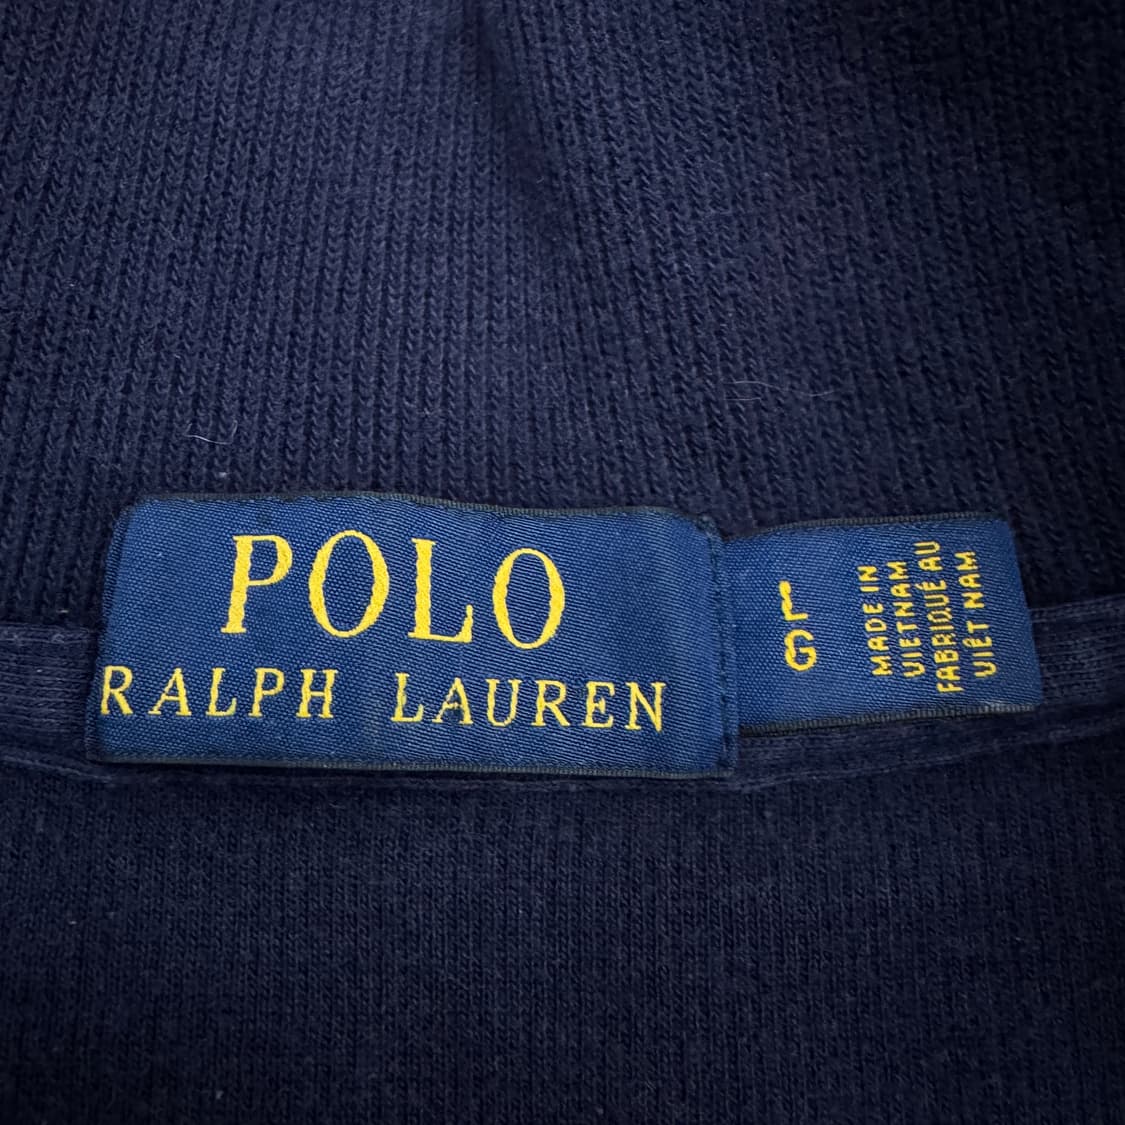 POLO
RALPH LAUREN
L
G
MADE IN
VIETNAM
FABRIQUÉ AU
VIÊT NAM